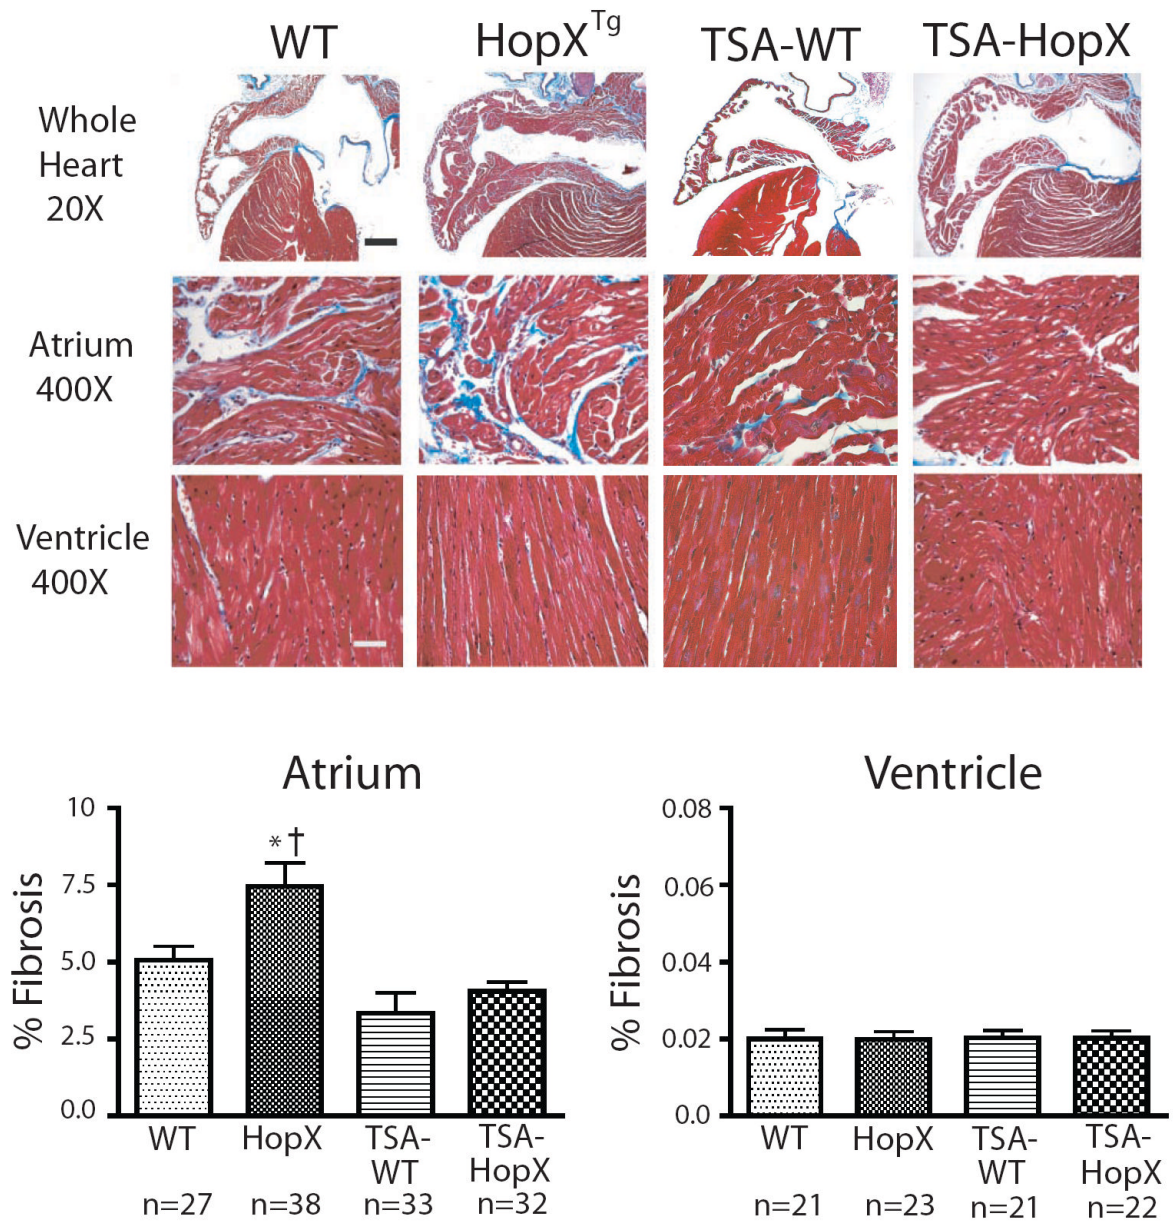 WT HopX^Tg TSA-WT TSA-HopX
Whole
Heart
20X
Atrium
400X
Ventricle
400X
Atrium
% Fibrosis
10
7.5
5.0
2.5
0.0
*†
WT HopX TSA- TSA-
WT HopX
n=27 n=38 n=33 n=32
Ventricle
% Fibrosis
0.08
0.06
0.04
0.02
0.0
WT HopX TSA- TSA-
WT HopX
n=21 n=23 n=21 n=22